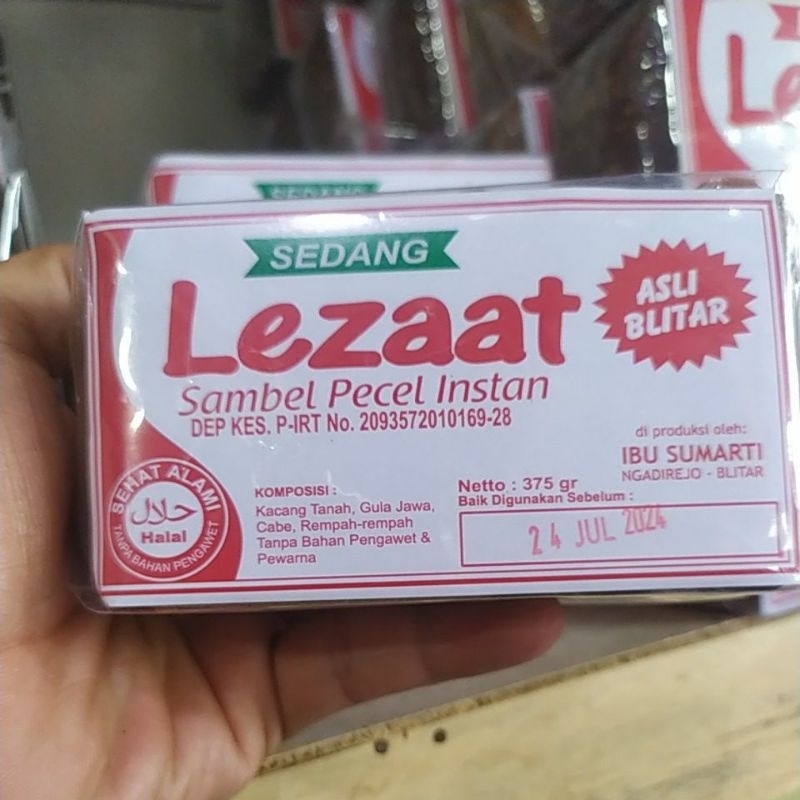 SEDANG
SEDANG
Lezaat
ASLI
BLITAR
Sambel Pecel Instan
DEP KES. P-IRT No. 2093572010169-28
di produksi oleh:
IBU SUMARTI
NGADIREJO - BLITAR
SEHAT ALAMI
حلال
Halal
TANPA BAHAN PENGAWET
KOMPOSISI :
Kacang Tanah, Gula Jawa,
Cabe, Rempah-rempah
Tanpa Bahan Pengawet &
Pewarna
Netto : 375 gr
Baik Digunakan Sebelum :
24 JUL 2024
Le